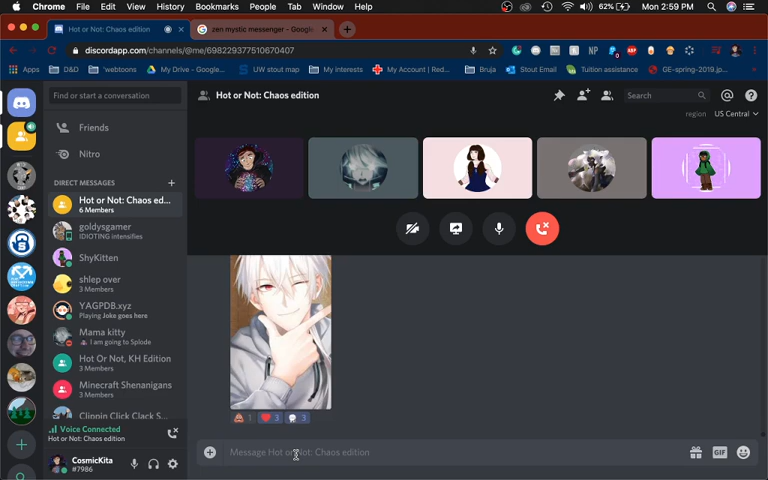 Chrome File Edit View History Bookmarks People Tab Window Help 62% Mon 2:59 PM
Hot or Not: Chaos edition
zen mystic messenger - Google
discordapp.com/channels/@me/698229377510670407
Apps D&D 'webtoons My Drive - Google... UW stout map My interests My Account | Red... Bruja Stout Email Tuition assistance GE-spring-2019.jp...
Find or start a conversation
Hot or Not: Chaos edition
Search
region US Central
Friends
Nitro
DIRECT MESSAGES
Hot or Not: Chaos ed...
6 Members
goldysgamer
IDIOTING intensifies
ShyKitten
shlep over
3 Members
YAGPDB.xyz
Playing Joke goes here
Mama kitty
I am going to Splode
Hot Or Not, KH Edition
3 Members
Minecraft Shenanigans
3 Members
Clippin Click Clack S...
Voice Connected
Hot or Not: Chaos edition
CosmicKita
#7986
1 3 3
Message Hot or Not: Chaos edition
GIF